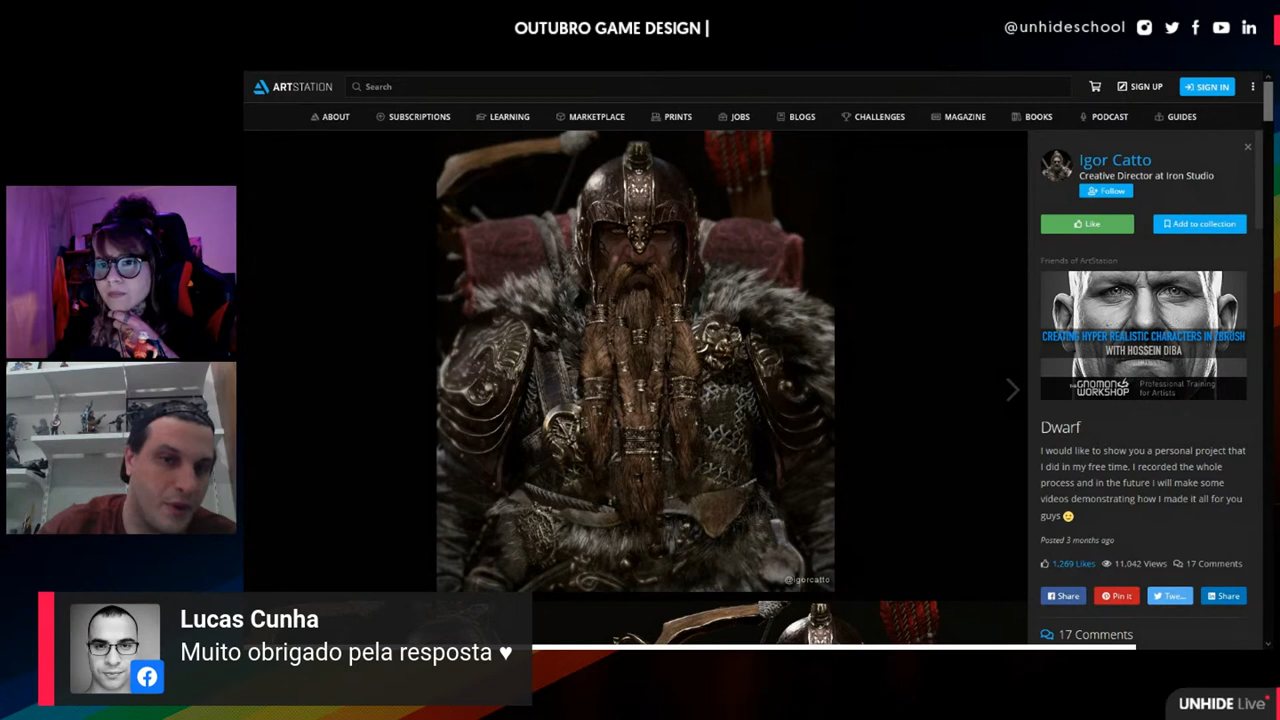 OUTUBRO GAME DESIGN |
@unhideschool
ARTSTATION
Search
SIGN UP
SIGN IN
ABOUT
SUBSCRIPTIONS
LEARNING
MARKETPLACE
PRINTS
JOBS
BLOGS
CHALLENGES
MAGAZINE
BOOKS
PODCAST
GUIDES
Igor Catto
Creative Director at Iron Studio
Follow
Like
Add to collection
Friends of ArtStation
CREATING HYPER REALISTIC CHARACTERS IN ZBRUSH
WITH HOSSEIN DIBA
THE GNOMON WORKSHOP
Professional Training
for Artists
Dwarf
I would like to show you a personal project that
I did in my free time. I recorded the whole
process and in the future I will make some
videos demonstrating how I made it all for you
guys 🙂
Posted 3 months ago
1,269 Likes
11,042 Views
17 Comments
Share
Pin it
Twe...
Share
17 Comments
@igorcatto
Lucas Cunha
Muito obrigado pela resposta ♥
UNHIDE Live